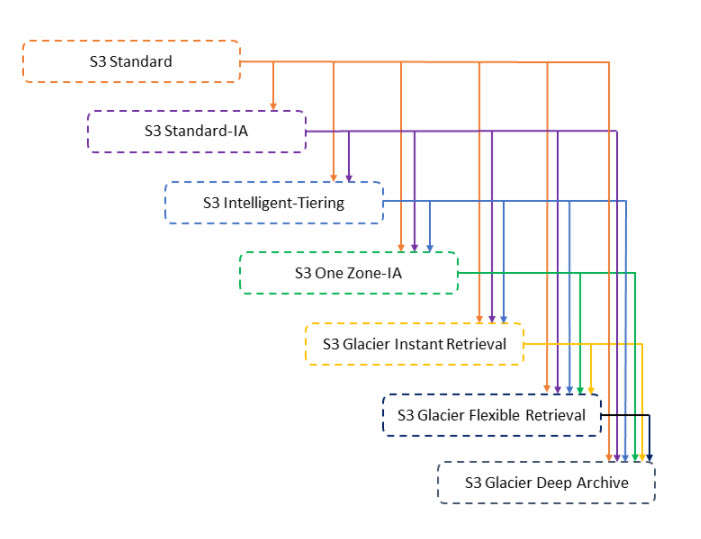 S3 Standard
S3 Standard-IA
S3 Intelligent-Tiering
S3 One Zone-IA
S3 Glacier Instant Retrieval
S3 Glacier Flexible Retrieval
S3 Glacier Deep Archive